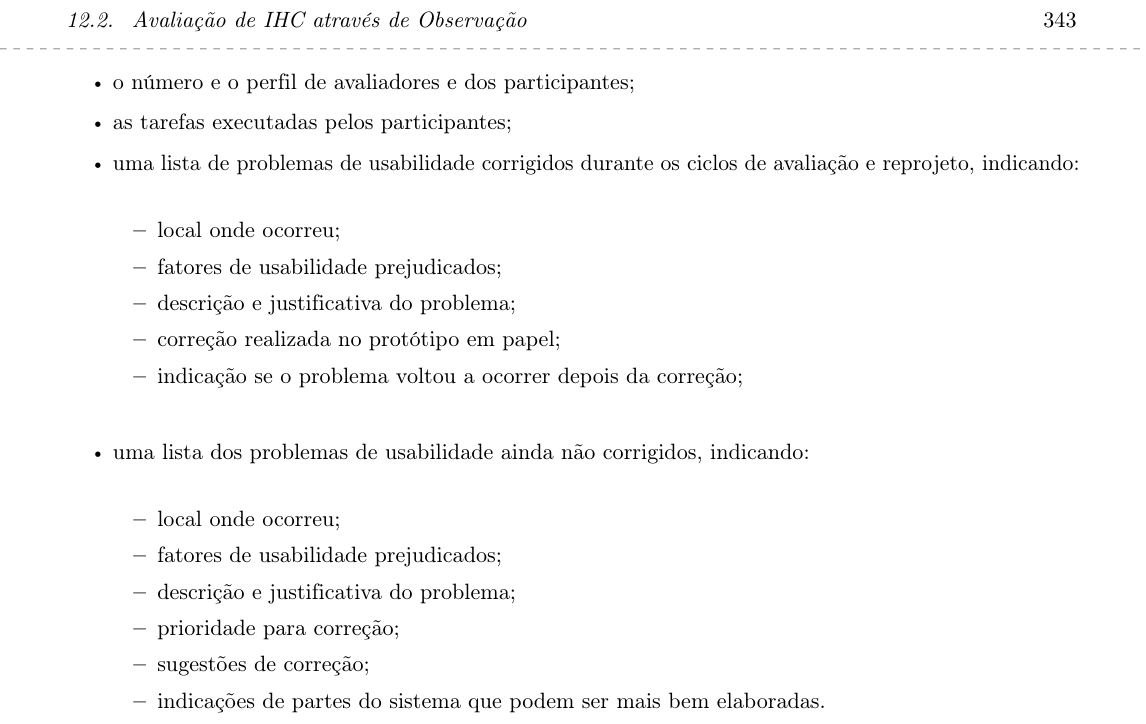 12.2. Avaliação de IHC através de Observação 343
• o número e o perfil de avaliadores e dos participantes;
• as tarefas executadas pelos participantes;
• uma lista de problemas de usabilidade corrigidos durante os ciclos de avaliação e reprojeto, indicando:
– local onde ocorreu;
– fatores de usabilidade prejudicados;
– descrição e justificativa do problema;
– correção realizada no protótipo em papel;
– indicação se o problema voltou a ocorrer depois da correção;
• uma lista dos problemas de usabilidade ainda não corrigidos, indicando:
– local onde ocorreu;
– fatores de usabilidade prejudicados;
– descrição e justificativa do problema;
– prioridade para correção;
– sugestões de correção;
– indicações de partes do sistema que podem ser mais bem elaboradas.